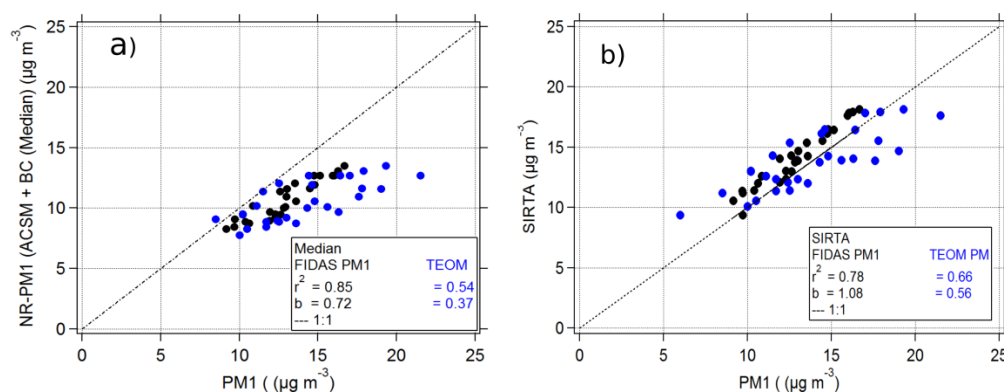 a)
NR-PM1 (ACSM + BC (Median) (µg m⁻³)
25
20
15
10
5
0
0 5 10 15 20 25
PM1 ( (µg m⁻³)
Median
FIDAS PM1 TEOM
r² = 0.85 = 0.54
b = 0.72 = 0.37
--- 1:1
b)
SIRTA (µg m⁻³)
25
20
15
10
5
0
0 5 10 15 20 25
PM1 ( (µg m⁻³)
SIRTA
FIDAS PM1 TEOM PM
r² = 0.78 = 0.66
b = 1.08 = 0.56
--- 1:1